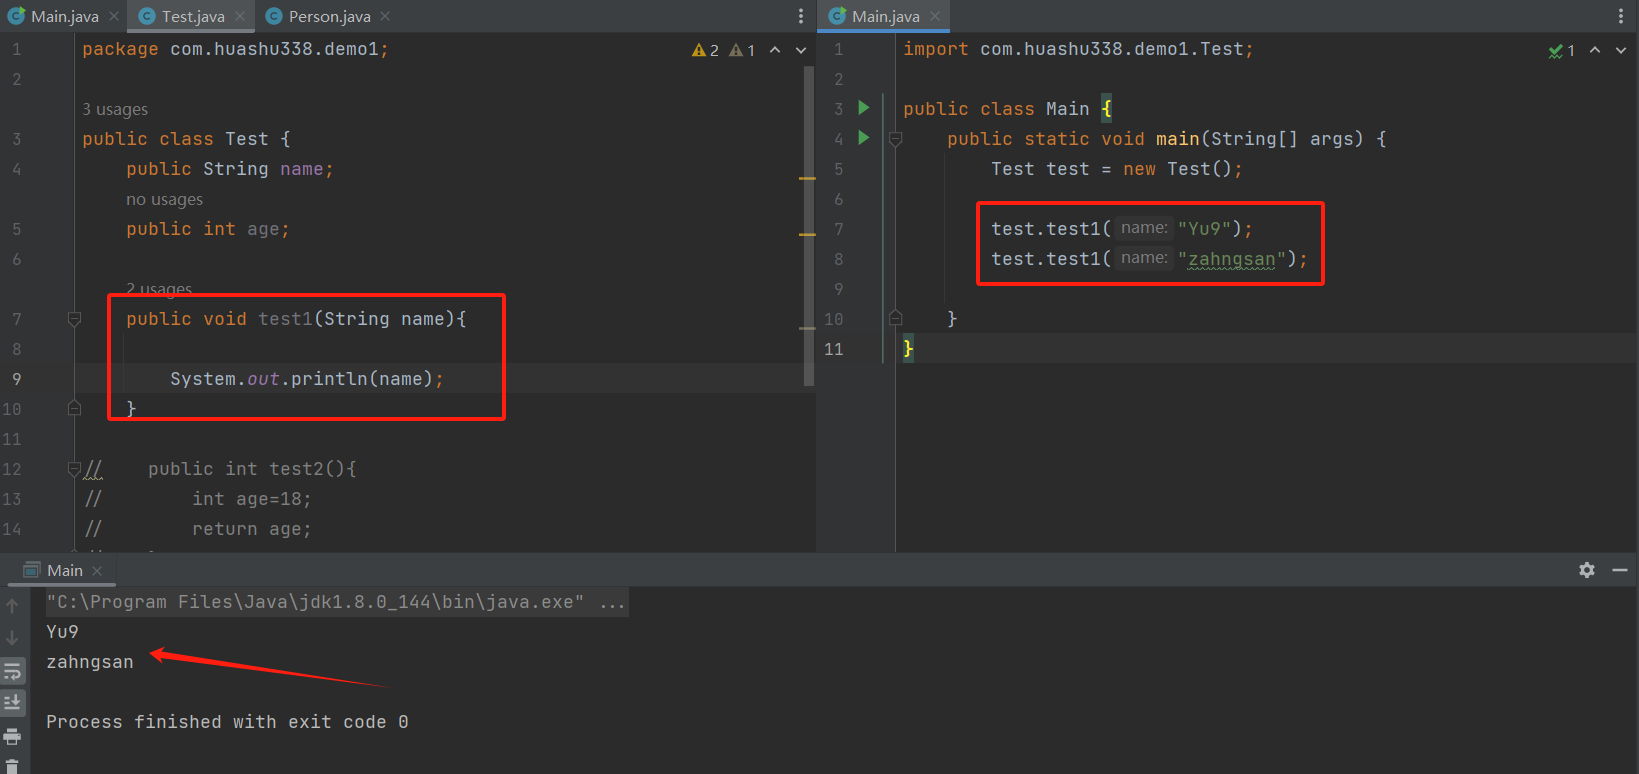 Main.java Test.java Person.java
1 package com.huashu338.demo1; 2 1
2
3 usages
3 public class Test {
4 public String name;
no usages
5 public int age;
6
2 usages
7 public void test1(String name){
8
9 System.out.println(name);
10 }
11
12 // public int test2(){
13 // int age=18;
14 // return age;
Main.java
1 import com.huashu338.demo1.Test; 1
2
3 public class Main {
4 public static void main(String[] args) {
5 Test test = new Test();
6
7 test.test1( name: "Yu9");
8 test.test1( name: "zahngsan");
9
10 }
11 }
Main
"C:\Program Files\Java\jdk1.8.0_144\bin\java.exe" ...
Yu9
zahngsan
Process finished with exit code 0